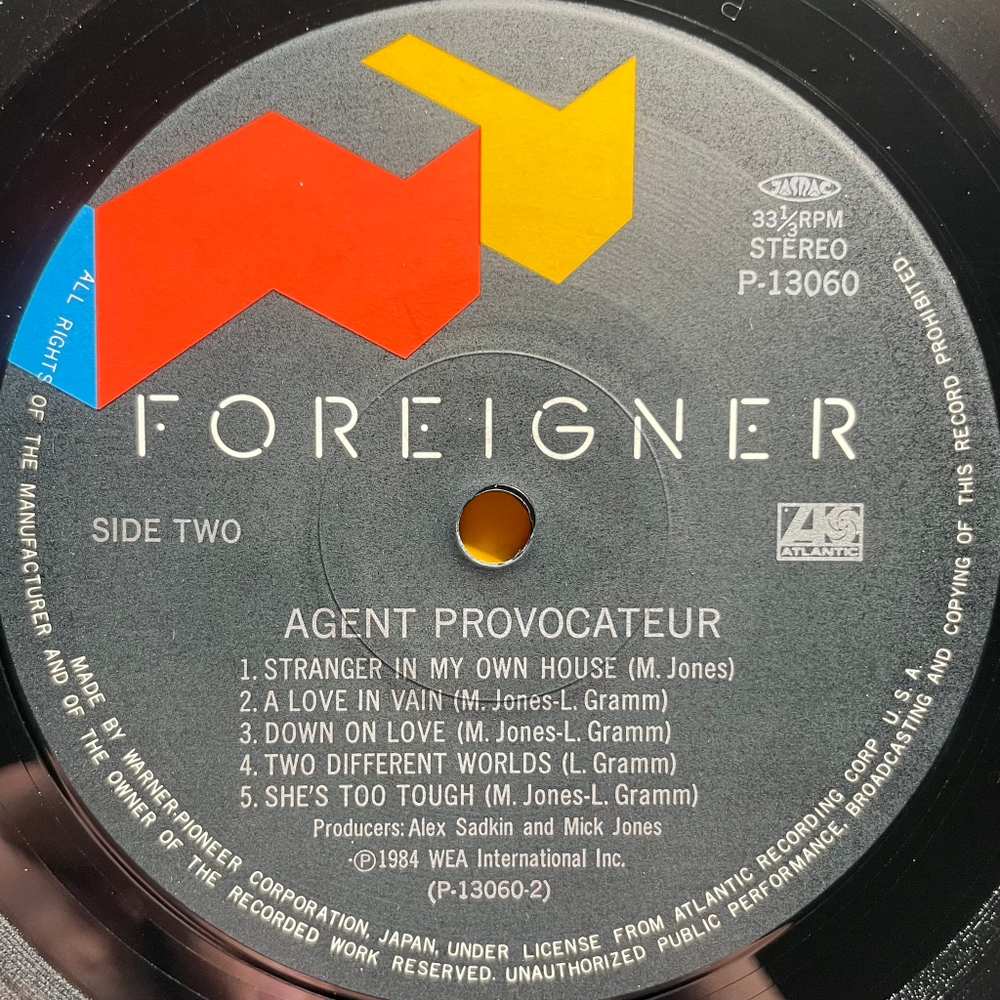 JASRAC
33⅓RPM
STEREO
P-13060
FOREIGNER
SIDE TWO
ATLANTIC
AGENT PROVOCATEUR
1. STRANGER IN MY OWN HOUSE (M. Jones)
2. A LOVE IN VAIN (M. Jones-L. Gramm)
3. DOWN ON LOVE (M. Jones-L. Gramm)
4. TWO DIFFERENT WORLDS (L. Gramm)
5. SHE'S TOO TOUGH (M. Jones-L. Gramm)
Producers: Alex Sadkin and Mick Jones
Ⓟ1984 WEA International Inc.
(P-13060-2)
MADE BY WARNER-PIONEER CORPORATION, JAPAN, UNDER LICENSE FROM ATLANTIC RECORDING CORP U. S. A.
ALL RIGHTS OF THE MANUFACTURER AND OF THE OWNER OF THE RECORDED WORK RESERVED. UNAUTHORIZED PUBLIC PERFORMANCE, BROADCASTING AND COPYING OF THIS RECORD PROHIBITED